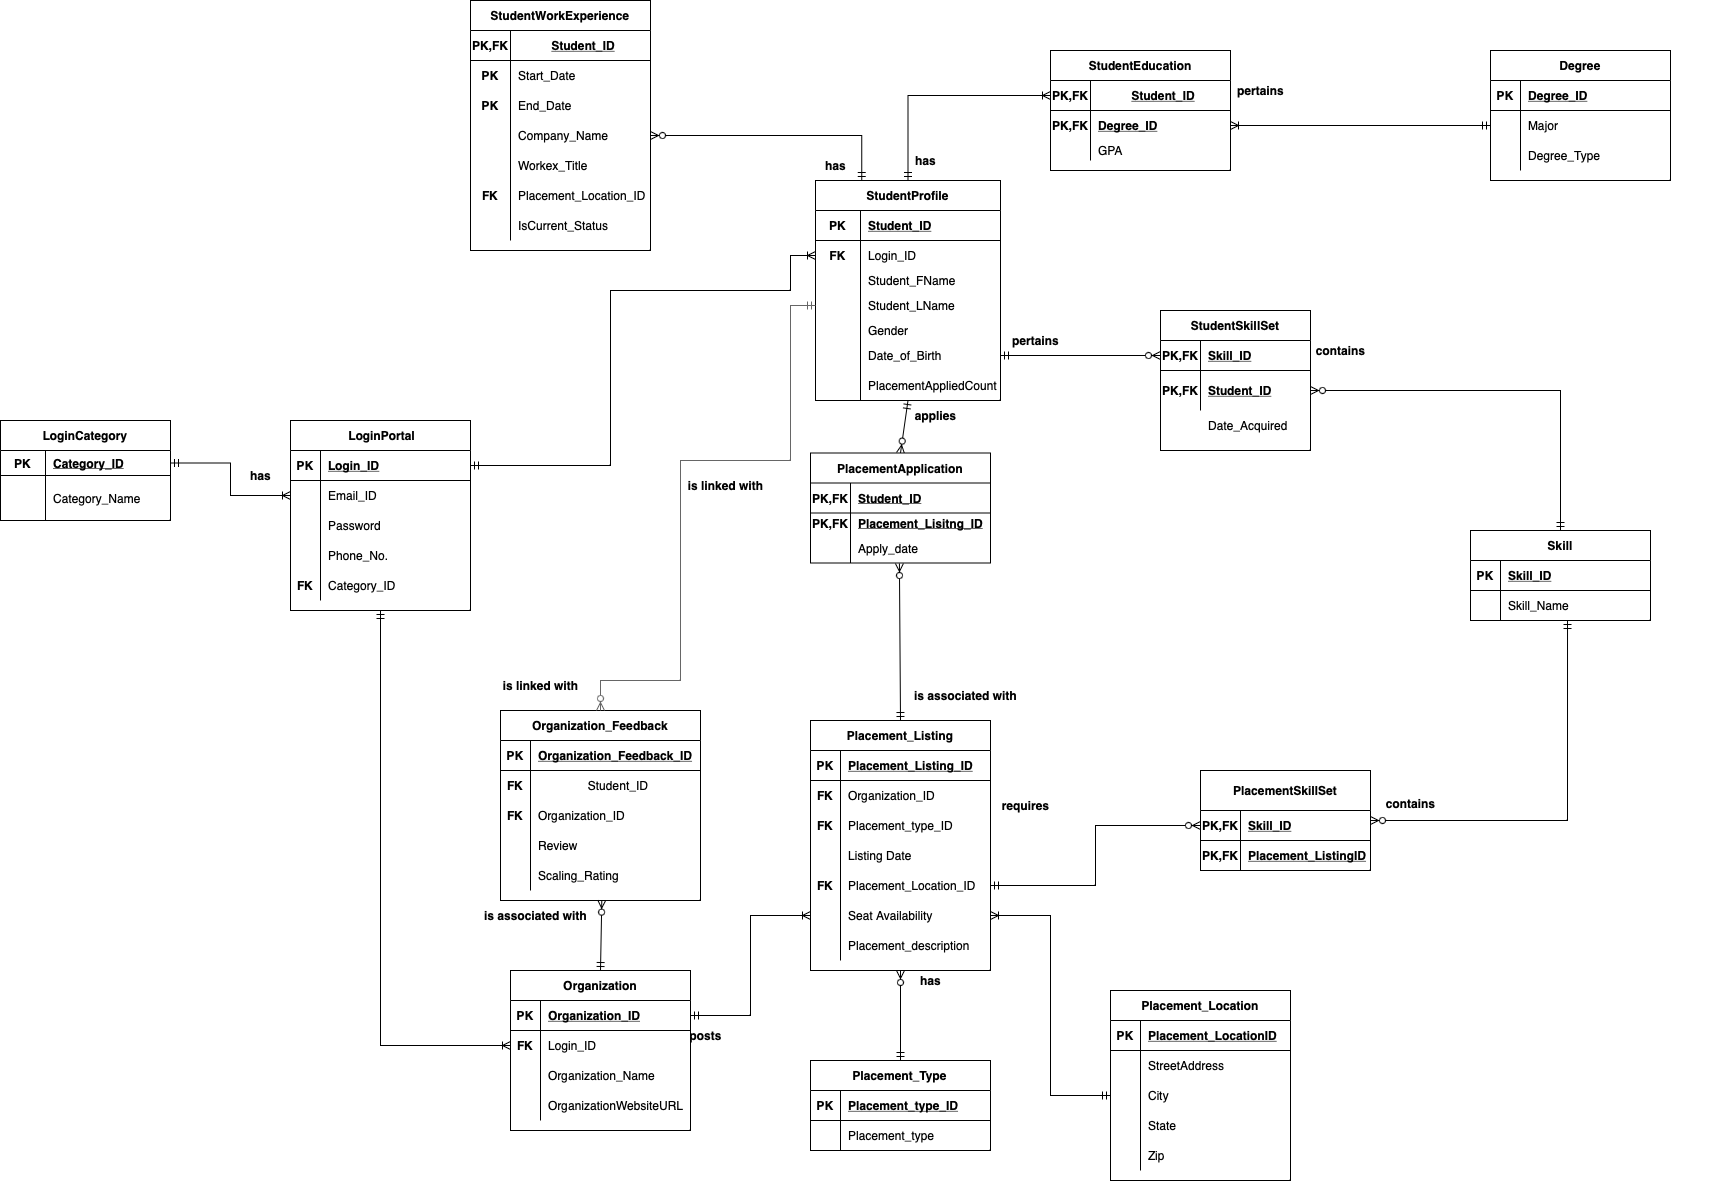 StudentWorkExperience
PK,FK Student_ID
PK Start_Date
PK End_Date
Company_Name
Workex_Title
FK Placement_Location_ID
IsCurrent_Status
has
StudentEducation
PK,FK Student_ID
PK,FK Degree_ID
GPA
has
pertains
Degree
PK Degree_ID
Major
Degree_Type
StudentProfile
PK Student_ID
FK Login_ID
Student_FName
Student_LName
Gender
Date_of_Birth
PlacementAppliedCount
pertains
StudentSkillSet
PK,FK Skill_ID
PK,FK Student_ID
Date_Acquired
contains
LoginCategory
PK Category_ID
Category_Name
has
LoginPortal
PK Login_ID
Email_ID
Password
Phone_No.
FK Category_ID
applies
is linked with
PlacementApplication
PK,FK Student_ID
PK,FK Placement_Lisitng_ID
Apply_date
Skill
PK Skill_ID
Skill_Name
is linked with
is associated with
Organization_Feedback
PK Organization_Feedback_ID
FK Student_ID
FK Organization_ID
Review
Scaling_Rating
is associated with
Placement_Listing
PK Placement_Listing_ID
FK Organization_ID
FK Placement_type_ID
Listing Date
FK Placement_Location_ID
Seat Availability
Placement_description
requires
PlacementSkillSet
PK,FK Skill_ID
PK,FK Placement_ListingID
contains
Organization
PK Organization_ID
FK Login_ID
Organization_Name
OrganizationWebsiteURL
posts
has
Placement_Type
PK Placement_type_ID
Placement_type
Placement_Location
PK Placement_LocationID
StreetAddress
City
State
Zip